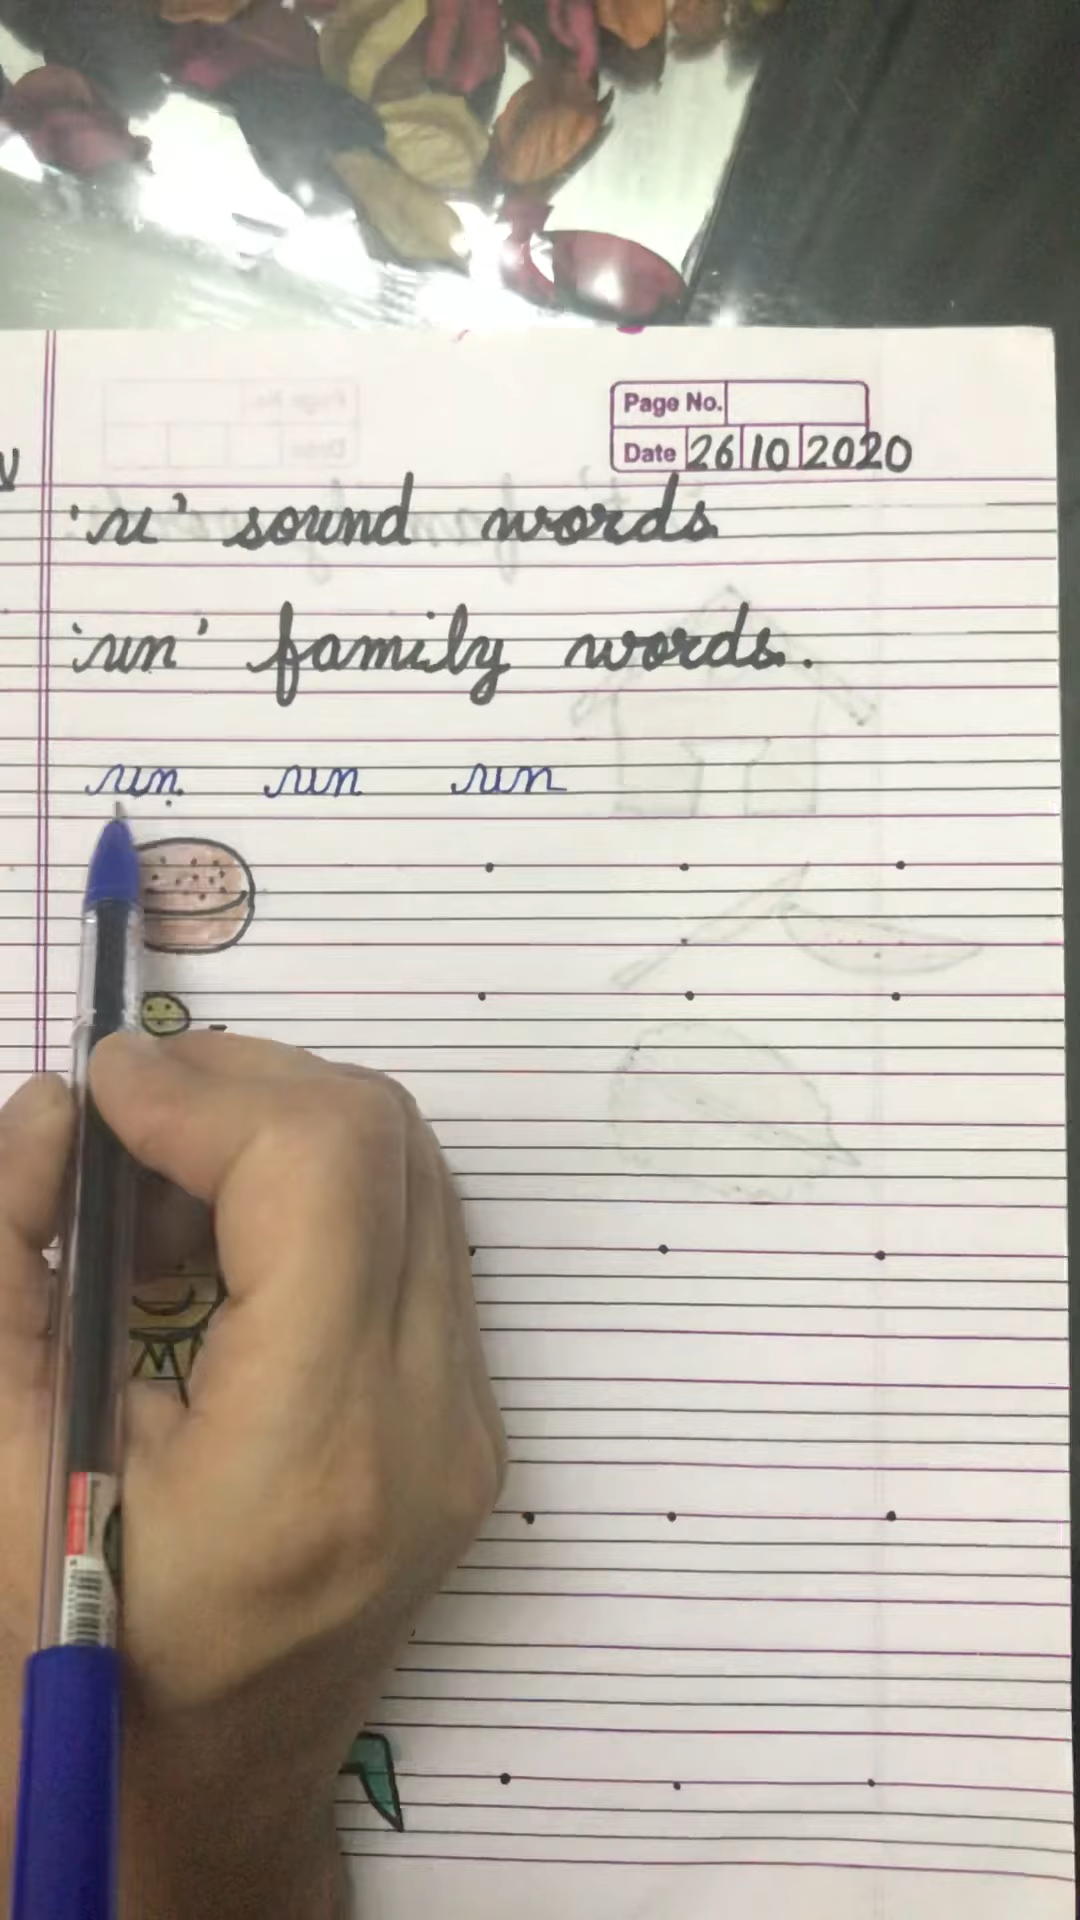 Page No.
Date 26 10 2020
'u' sound words.
'un' family words.
un un un